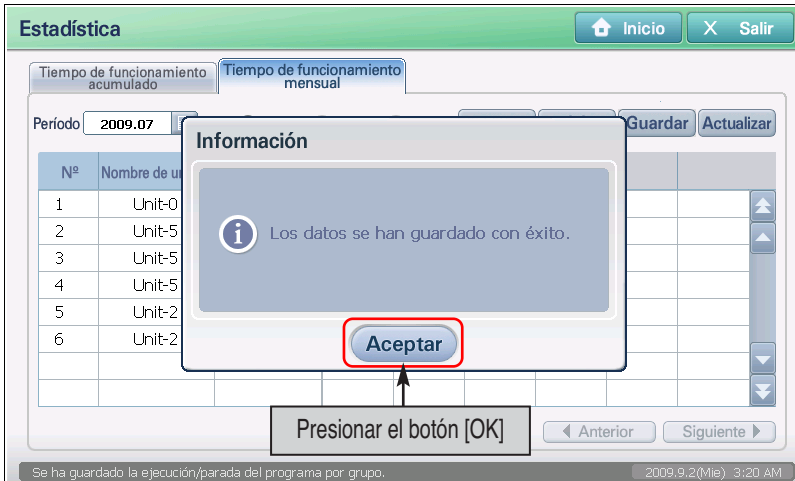 Estadística
Inicio
X Salir
Tiempo de funcionamiento
acumulado
Tiempo de funcionamiento
mensual
Período 2009.07
Guardar
Actualizar
Información
Nº
Nombre de
1 Unit-0
2 Unit-5
3 Unit-5
4 Unit-5
5 Unit-2
6 Unit-2
Los datos se han guardado con éxito.
Aceptar
Presionar el botón [OK]
Anterior
Siguiente
Se ha guardado la ejecución/parada del programa por grupo.
2009.9.2(Mie) 3:20 AM